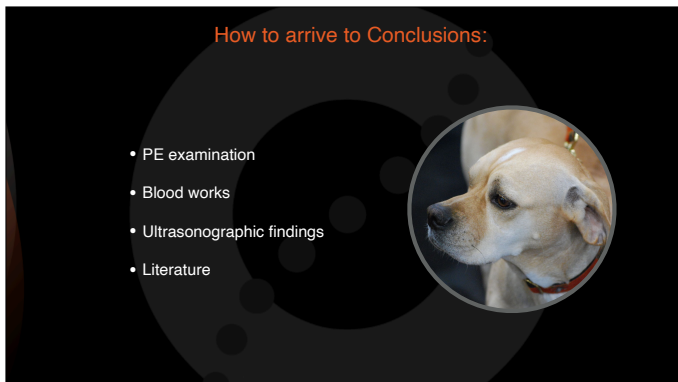 How to arrive to Conclusions:
• PE examination
• Blood works
• Ultrasonographic findings
• Literature